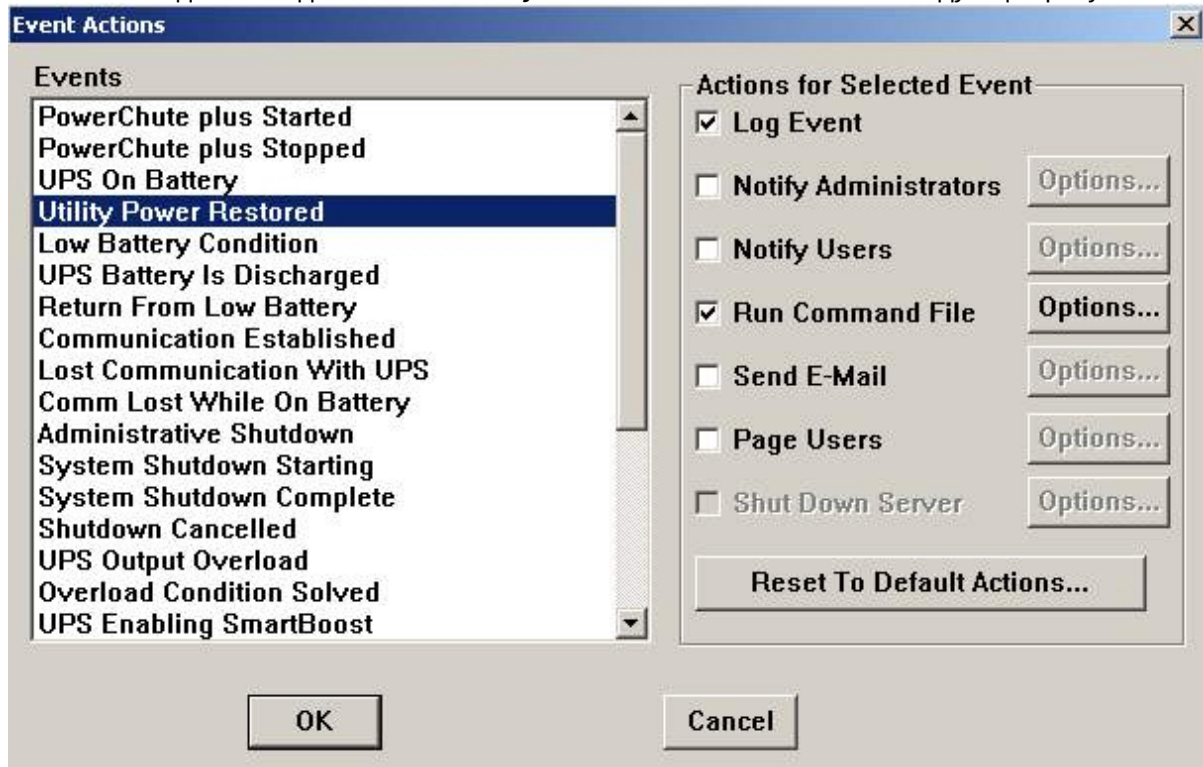 Event Actions
Events
PowerChute plus Started
PowerChute plus Stopped
UPS On Battery
Utility Power Restored
Low Battery Condition
UPS Battery Is Discharged
Return From Low Battery
Communication Established
Lost Communication With UPS
Comm Lost While On Battery
Administrative Shutdown
System Shutdown Starting
System Shutdown Complete
Shutdown Cancelled
UPS Output Overload
Overload Condition Solved
UPS Enabling SmartBoost
Actions for Selected Event
Log Event
Notify Administrators Options...
Notify Users Options...
Run Command File Options...
Send E-Mail Options...
Page Users Options...
Shut Down Server Options...
Reset To Default Actions...
OK Cancel